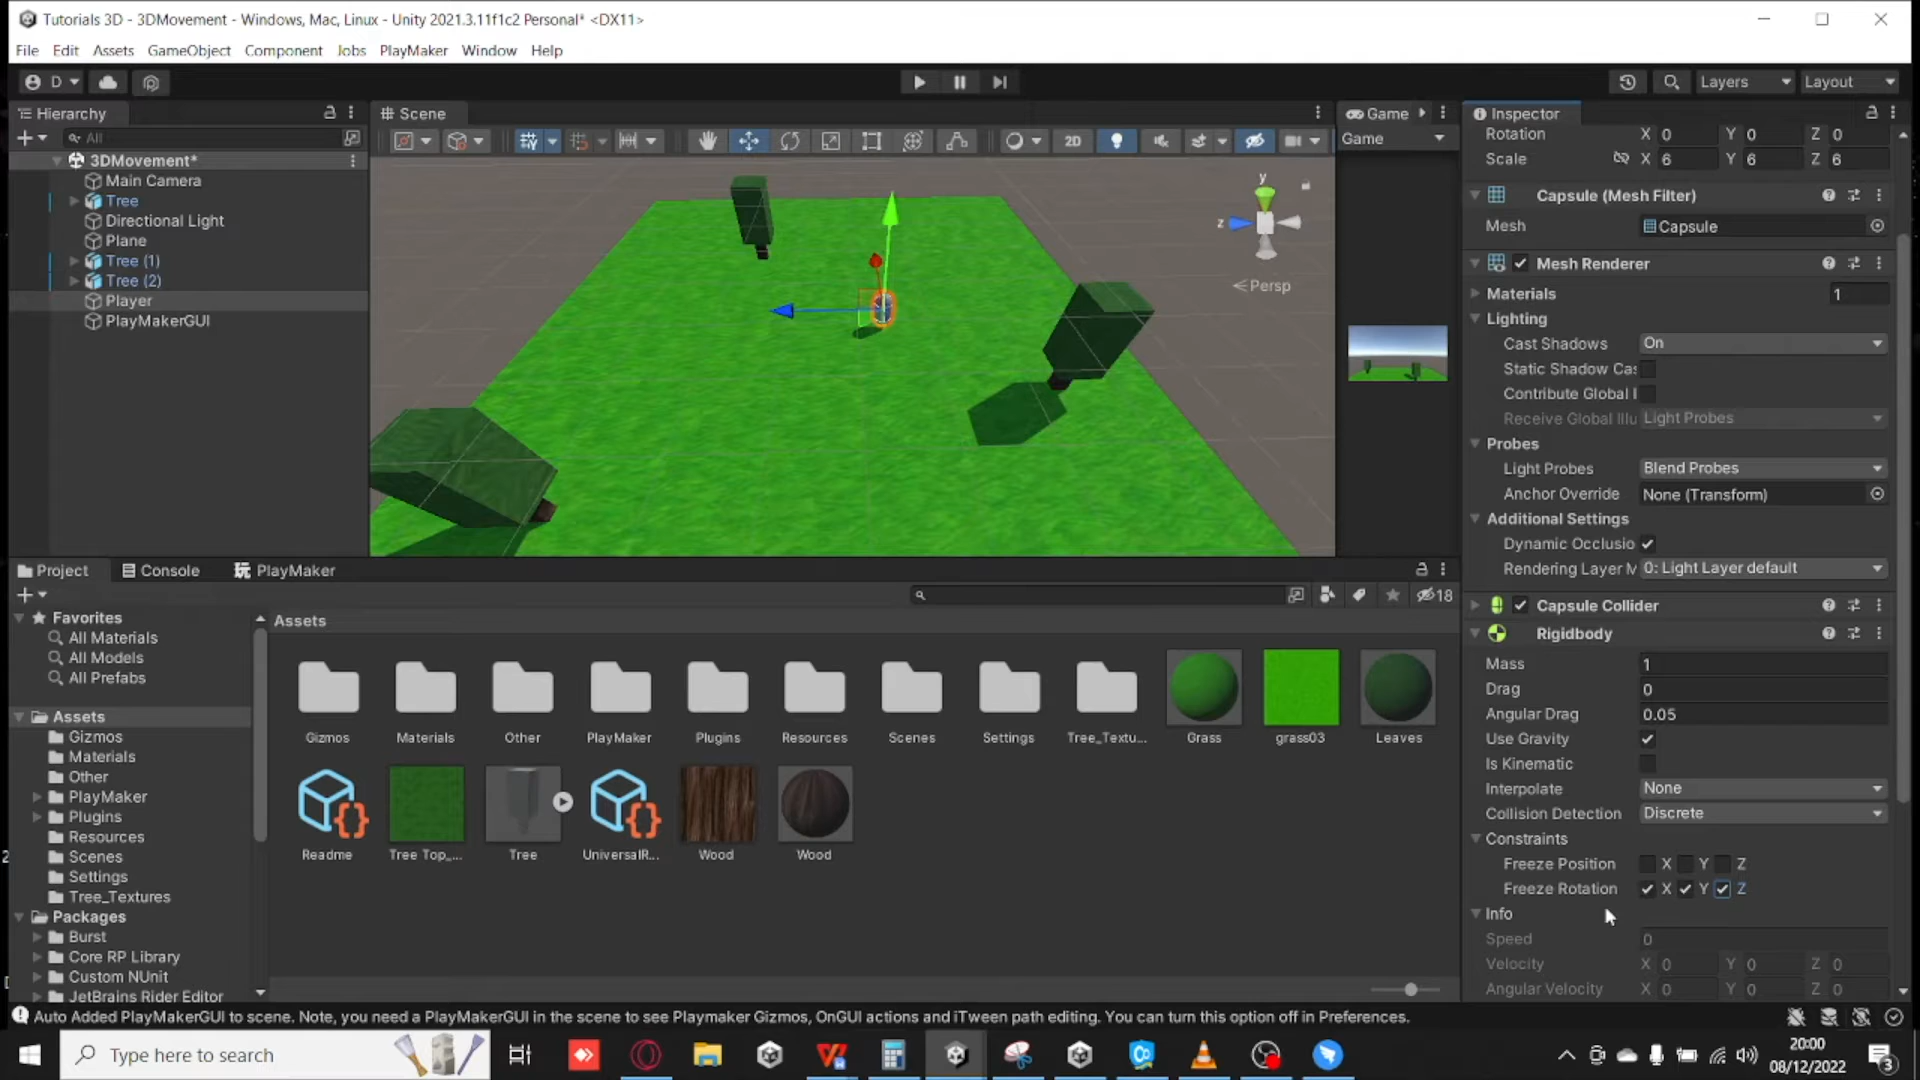 Tutorials 3D - 3DMovement - Windows, Mac, Linux - Unity 2021.3.11f1c2 Personal* <DX11>
File Edit Assets GameObject Component Jobs PlayMaker Window Help
D Layers Layout
Hierarchy
All
3DMovement*
Main Camera
Tree
Directional Light
Plane
Tree (1)
Tree (2)
Player
PlayMakerGUI
Scene
2D
y
z
Persp
Game
Game
Inspector
Rotation X 0 Y 0 Z 0
Scale X 6 Y 6 Z 6
Capsule (Mesh Filter)
Mesh Capsule
Mesh Renderer
Materials 1
Lighting
Cast Shadows On
Static Shadow Cas
Contribute Global I
Receive Global Illu Light Probes
Probes
Light Probes Blend Probes
Anchor Override None (Transform)
Additional Settings
Dynamic Occlusio
Rendering Layer M 0: Light Layer default
Capsule Collider
Rigidbody
Mass 1
Drag 0
Angular Drag 0.05
Use Gravity
Is Kinematic
Interpolate None
Collision Detection Discrete
Constraints
Freeze Position X Y Z
Freeze Rotation X Y Z
Info
Speed 0
Velocity X 0 Y 0 Z 0
Angular Velocity X 0 Y 0 Z 0
Project Console PlayMaker
18
Favorites
All Materials
All Models
All Prefabs
Assets
Gizmos
Materials
Other
PlayMaker
Plugins
Resources
Scenes
Settings
Tree_Textures
Packages
Burst
Core RP Library
Custom NUnit
JetBrains Rider Editor
Assets
Gizmos Materials Other PlayMaker Plugins Resources Scenes Settings Tree_Textu... Grass grass03 Leaves
Readme Tree Top_... Tree UniversalR... Wood Wood
Auto Added PlayMakerGUI to scene. Note, you need a PlayMakerGUI in the scene to see Playmaker Gizmos, OnGUI actions and iTween path editing. You can turn this option off in Preferences.
Type here to search
20:00
08/12/2022
3